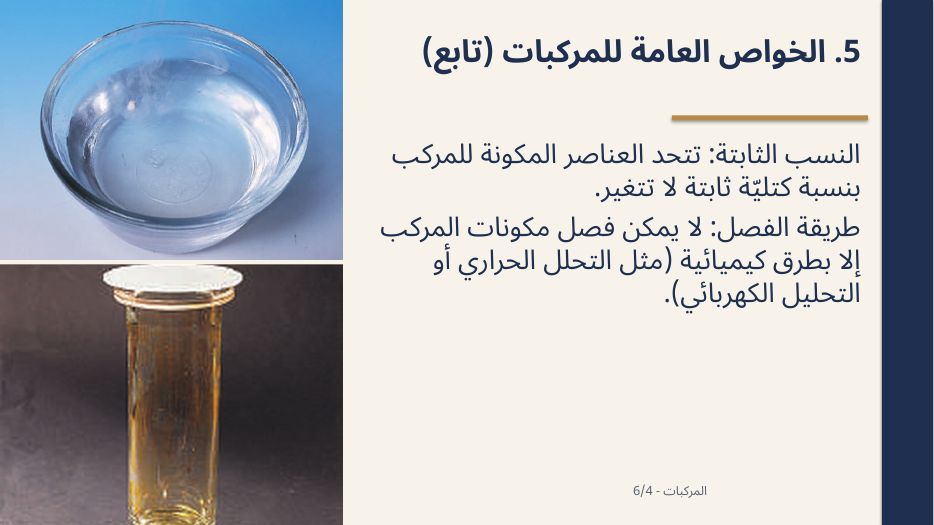 5. الخواص العامة للمركبات (تابع)
النسب الثابتة: تتحد العناصر المكونة للمركب
بنسبة كتليّة ثابتة لا تتغير.
طريقة الفصل: لا يمكن فصل مكونات المركب
إلا بطرق كيميائية (مثل التحلل الحراري أو
التحليل الكهربائي).
المركبات - 6/4